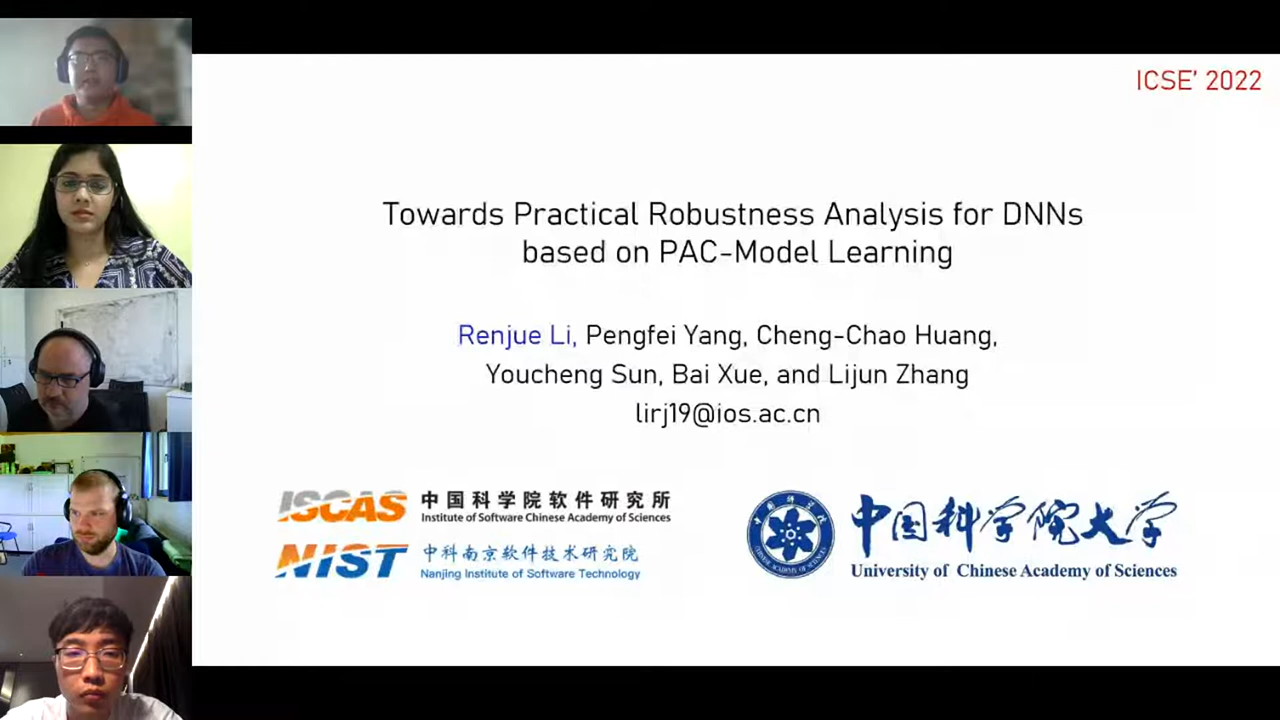 ICSE' 2022
Towards Practical Robustness Analysis for DNNs
based on PAC-Model Learning
Renjue Li, Pengfei Yang, Cheng-Chao Huang,
Youcheng Sun, Bai Xue, and Lijun Zhang
lirj19@ios.ac.cn
ISCAS 中国科学院软件研究所
Institute of Software Chinese Academy of Sciences
NIST 中科南京软件技术研究院
Nanjing Institute of Software Technology
中国科学院大学
University of Chinese Academy of Sciences